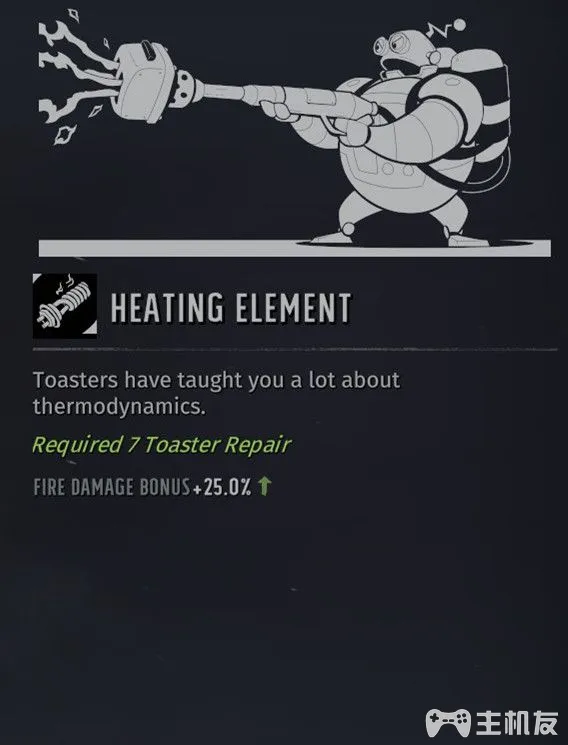 HEATING ELEMENT
Toasters have taught you a lot about
thermodynamics.
Required 7 Toaster Repair
FIRE DAMAGE BONUS +25.0%
主机友